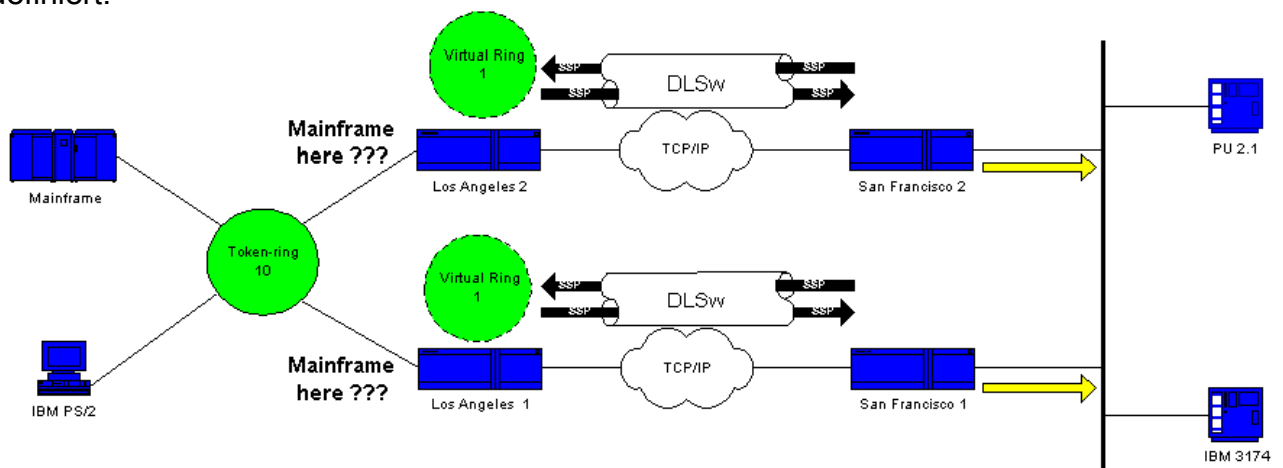 definiert.
Virtual Ring
1
SSP
SSP
DLSw
SSP
SSP
Mainframe
here ???
TCP/IP
PU 2.1
Mainframe
Los Angeles 2
San Francisco 2
Token-ring
10
Virtual Ring
1
SSP
SSP
DLSw
SSP
SSP
Mainframe
here ???
TCP/IP
IBM PS/2
Los Angeles 1
San Francisco 1
IBM 3174